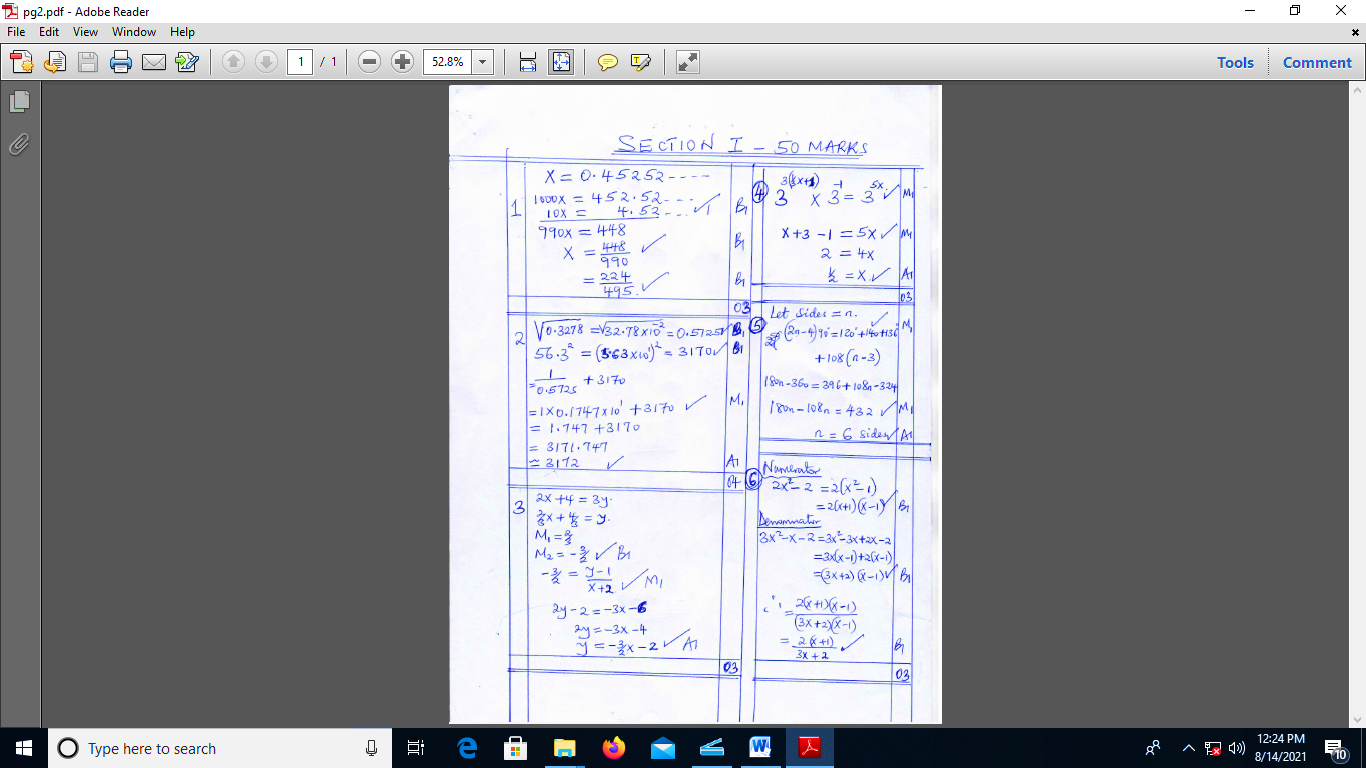 pg2.pdf - Adobe Reader
File Edit View Window Help
1 / 1 52.8% Tools Comment
SECTION I - 50 MARKS
1
X = 0.45252----
1000x = 452.52---
10x = 4.52--- ✓ B1
990x = 448
X = 448/990 ✓ B1
= 224/495 ✓ B1
03
2
√0.3278 = √32.78x10⁻² = 0.5725 ✓ B1
56.3² = (5.63x10¹)² = 3170 ✓ B1
= 1/0.5725 + 3170
= 1x0.1747x10¹ + 3170 ✓ M1
= 1.747 + 3170
= 3171.747
≈ 3172 ✓ A1
04
3
2x + 4 = 3y.
⅔x + 4/3 = y.
M1 = ⅔
M2 = -3/2 ✓ B1
-3/2 = (y-1)/(x+2) ✓ M1
2y - 2 = -3x - 6
2y = -3x - 4
y = -3/2x - 2 ✓ A1
03
4
3 x 3⁻¹ = 3⁵ˣ ✓ M1
x + 3 - 1 = 5x ✓ M1
2 = 4x
½ = x ✓ A1
03
5
Let sides = n. ✓
(2n-4)90° = 120° + 140 + 136° M1
+ 108(n-3)
180n - 360 = 396 + 108n - 324
180n - 108n = 432 ✓ M1
n = 6 sides ✓ A1
6
Numerator
2x² - 2 = 2(x² - 1)
= 2(x+1)(x-1) ✓ B1
Denominator
3x² - x - 2 = 3x² - 3x + 2x - 2
= 3x(x-1) + 2(x-1)
= (3x+2)(x-1) ✓ B1
∴ = 2(x+1)(x-1)/(3x+2)(x-1)
= 2(x+1)/3x+2 ✓ B1
03
Type here to search
12:24 PM
8/14/2021
10